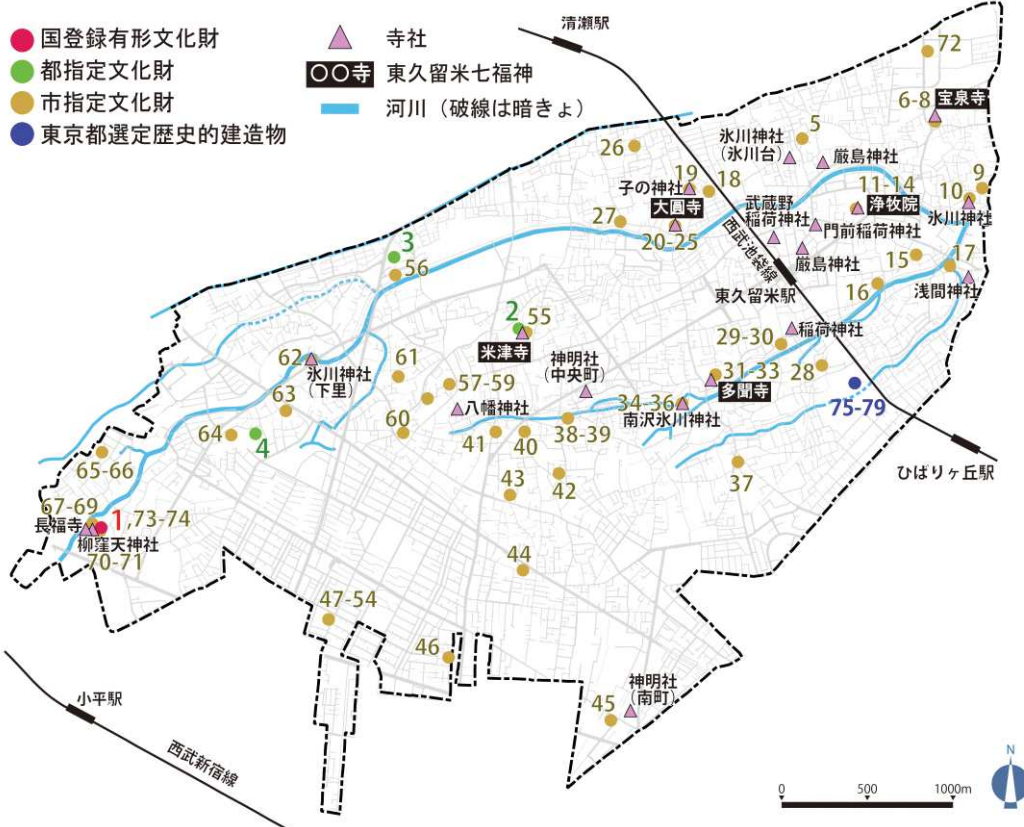 国登録有形文化財
都指定文化財
市指定文化財
東京都選定歴史的建造物
寺社
〇〇寺 東久留米七福神
河川（破線は暗きょ）
清瀬駅
72
6-8
宝泉寺
5
氷川神社
（氷川台）
厳島神社
26
19
18
子の神社
大圓寺
20-25
27
武蔵野
稲荷神社
11-14
浄牧院
9
10
氷川神社
門前稲荷神社
厳島神社
西武池袋線
東久留米駅
15
17
16
浅間神社
3
56
2
55
米津寺
稲荷神社
29-30
28
31-33
多聞寺
75-79
62
氷川神社
（下里）
61
57-59
神明社
（中央町）
八幡神社
34-36
南沢氷川神社
63
64
4
60
41
40
38-39
37
ひばりヶ丘駅
65-66
43
42
67-69
長福寺
1,73-74
柳窪天神社
70-71
44
47-54
46
45
神明社
（南町）
小平駅
西武新宿線
N
0
500
1000m